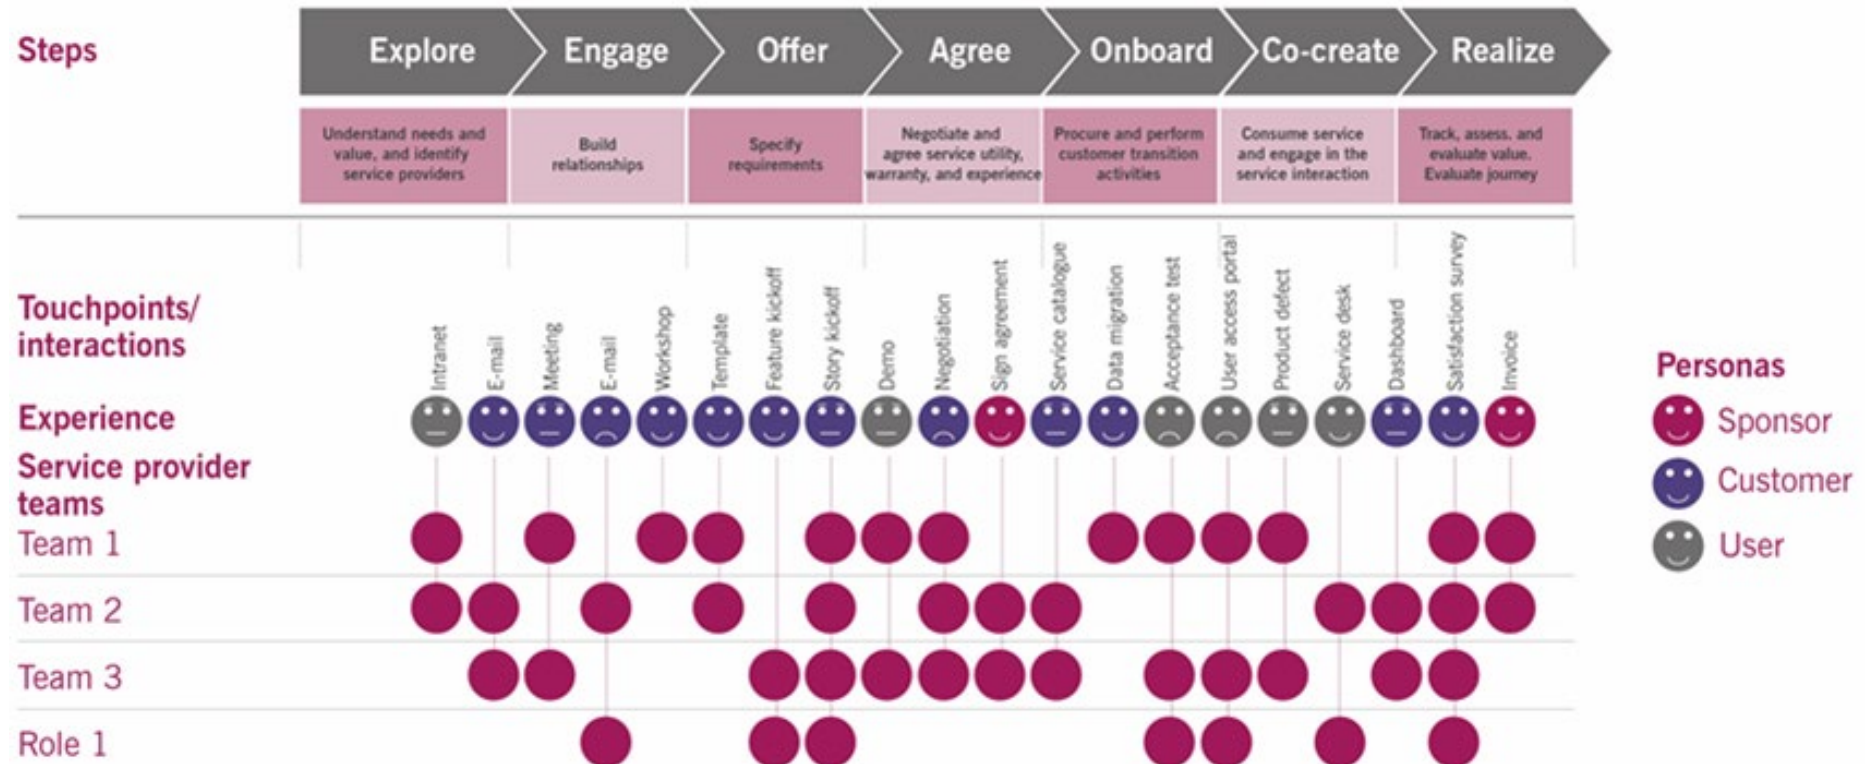 Steps
Explore
Engage
Offer
Agree
Onboard
Co-create
Realize
Understand needs and
value, and identify
service providers
Build
relationships
Specify
requirements
Negotiate and
agree service utility,
warranty, and experience
Procure and perform
customer transition
activities
Consume service
and engage in the
service interaction
Track, assess. and
evaluate value.
Evaluate journey
Touchpoints/
interactions
Intranet
E-mail
Meeting
E-mail
Workshop
Template
Feature kickoff
Story kickoff
Demo
Negotiation
Sign agreement
Service catalogue
Data migration
Acceptance test
User access portal
Product defect
Service desk
Dashboard
Satisfaction survey
Invoice
Experience
Service provider
teams
Team 1
Team 2
Team 3
Role 1
Personas
Sponsor
Customer
User